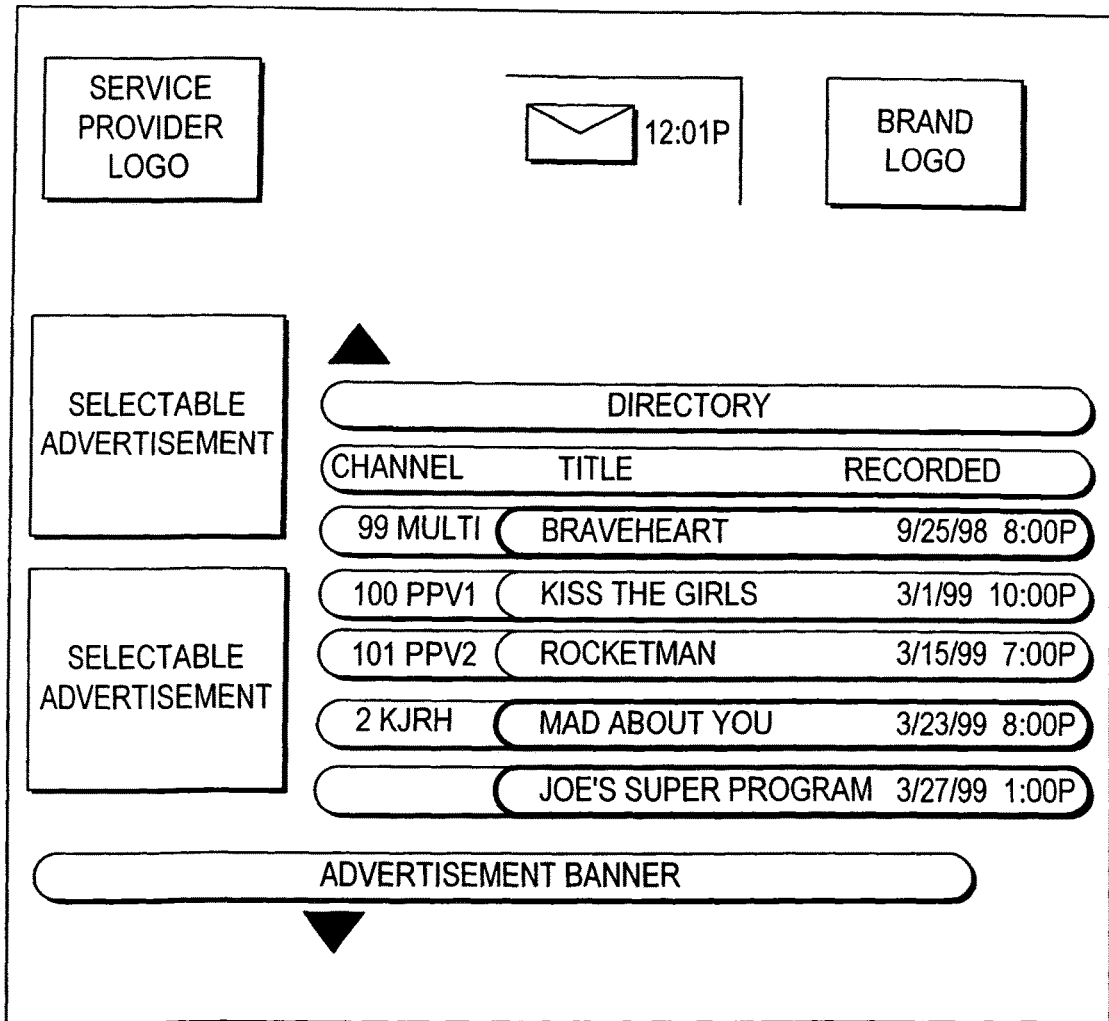 SERVICE
PROVIDER
LOGO
12:01P
BRAND
LOGO
SELECTABLE
ADVERTISEMENT
SELECTABLE
ADVERTISEMENT
DIRECTORY
CHANNEL TITLE RECORDED
99 MULTI BRAVEHEART 9/25/98 8:00P
100 PPV1 KISS THE GIRLS 3/1/99 10:00P
101 PPV2 ROCKETMAN 3/15/99 7:00P
2 KJRH MAD ABOUT YOU 3/23/99 8:00P
JOE'S SUPER PROGRAM 3/27/99 1:00P
ADVERTISEMENT BANNER